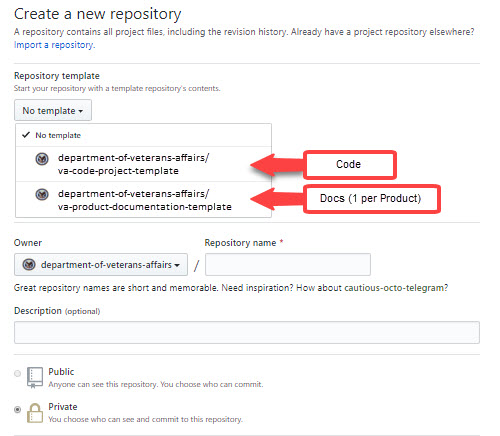 Create a new repository
A repository contains all project files, including the revision history. Already have a project repository elsewhere?
Import a repository.
Repository template
Start your repository with a template repository's contents.
No template
No template
department-of-veterans-affairs/
va-code-project-template
Code
department-of-veterans-affairs/
va-product-documentation-template
Docs (1 per Product)
Owner
Repository name *
department-of-veterans-affairs
/
Great repository names are short and memorable. Need inspiration? How about cautious-octo-telegram?
Description (optional)
Public
Anyone can see this repository. You choose who can commit.
Private
You choose who can see and commit to this repository.